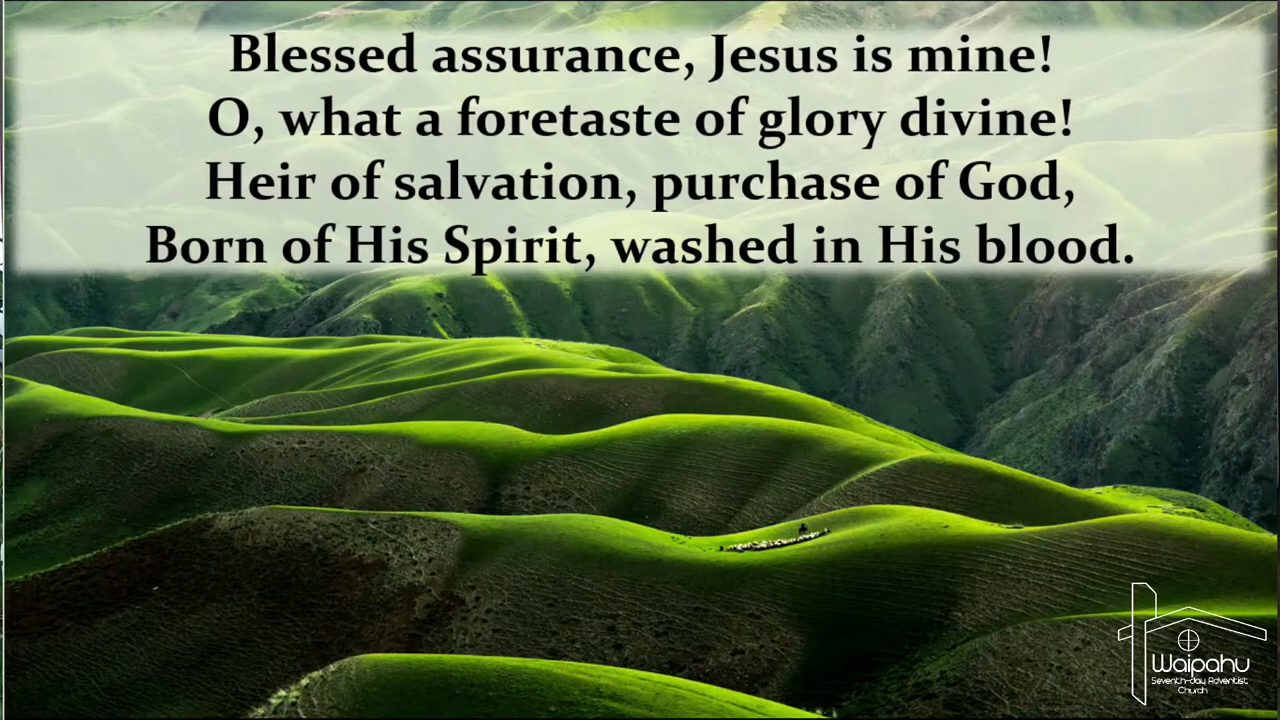 Blessed assurance, Jesus is mine!
O, what a foretaste of glory divine!
Heir of salvation, purchase of God,
Born of His Spirit, washed in His blood.
Waipahu
Seventh-day Adventist
Church